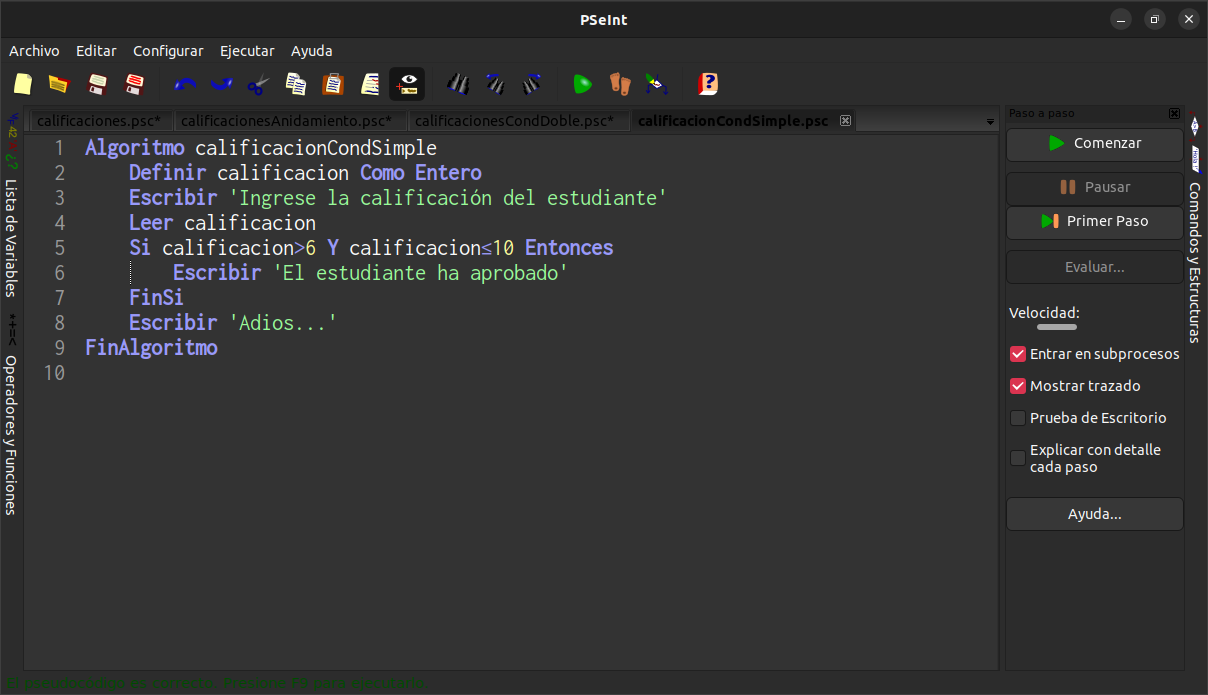 PSeInt
Archivo Editar Configurar Ejecutar Ayuda
calificaciones.psc* calificacionesAnidamiento.psc* calificacionesCondDoble.psc* calificacionCondSimple.psc
1 Algoritmo calificacionCondSimple
2 Definir calificacion Como Entero
3 Escribir 'Ingrese la calificación del estudiante'
4 Leer calificacion
5 Si calificacion>6 Y calificacion≤10 Entonces
6 Escribir 'El estudiante ha aprobado'
7 FinSi
8 Escribir 'Adios...'
9 FinAlgoritmo
10
Lista de Variables
*+=<
Operadores y Funciones
Paso a paso
Comenzar
Pausar
Primer Paso
Evaluar...
Velocidad:
Entrar en subprocesos
Mostrar trazado
Prueba de Escritorio
Explicar con detalle
cada paso
Ayuda...
Comandos y Estructuras